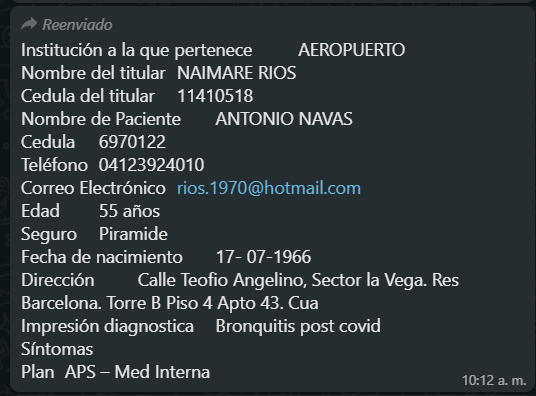 Reenviado
Institución a la que pertenece AEROPUERTO
Nombre del titular NAIMARE RIOS
Cedula del titular 11410518
Nombre de Paciente ANTONIO NAVAS
Cedula 6970122
Teléfono 04123924010
Correo Electrónico rios.1970@hotmail.com
Edad 55 años
Seguro Piramide
Fecha de nacimiento 17- 07-1966
Dirección Calle Teofio Angelino, Sector la Vega. Res
Barcelona. Torre B Piso 4 Apto 43. Cua
Impresión diagnostica Bronquitis post covid
Síntomas
Plan APS – Med Interna
10:12 a. m.